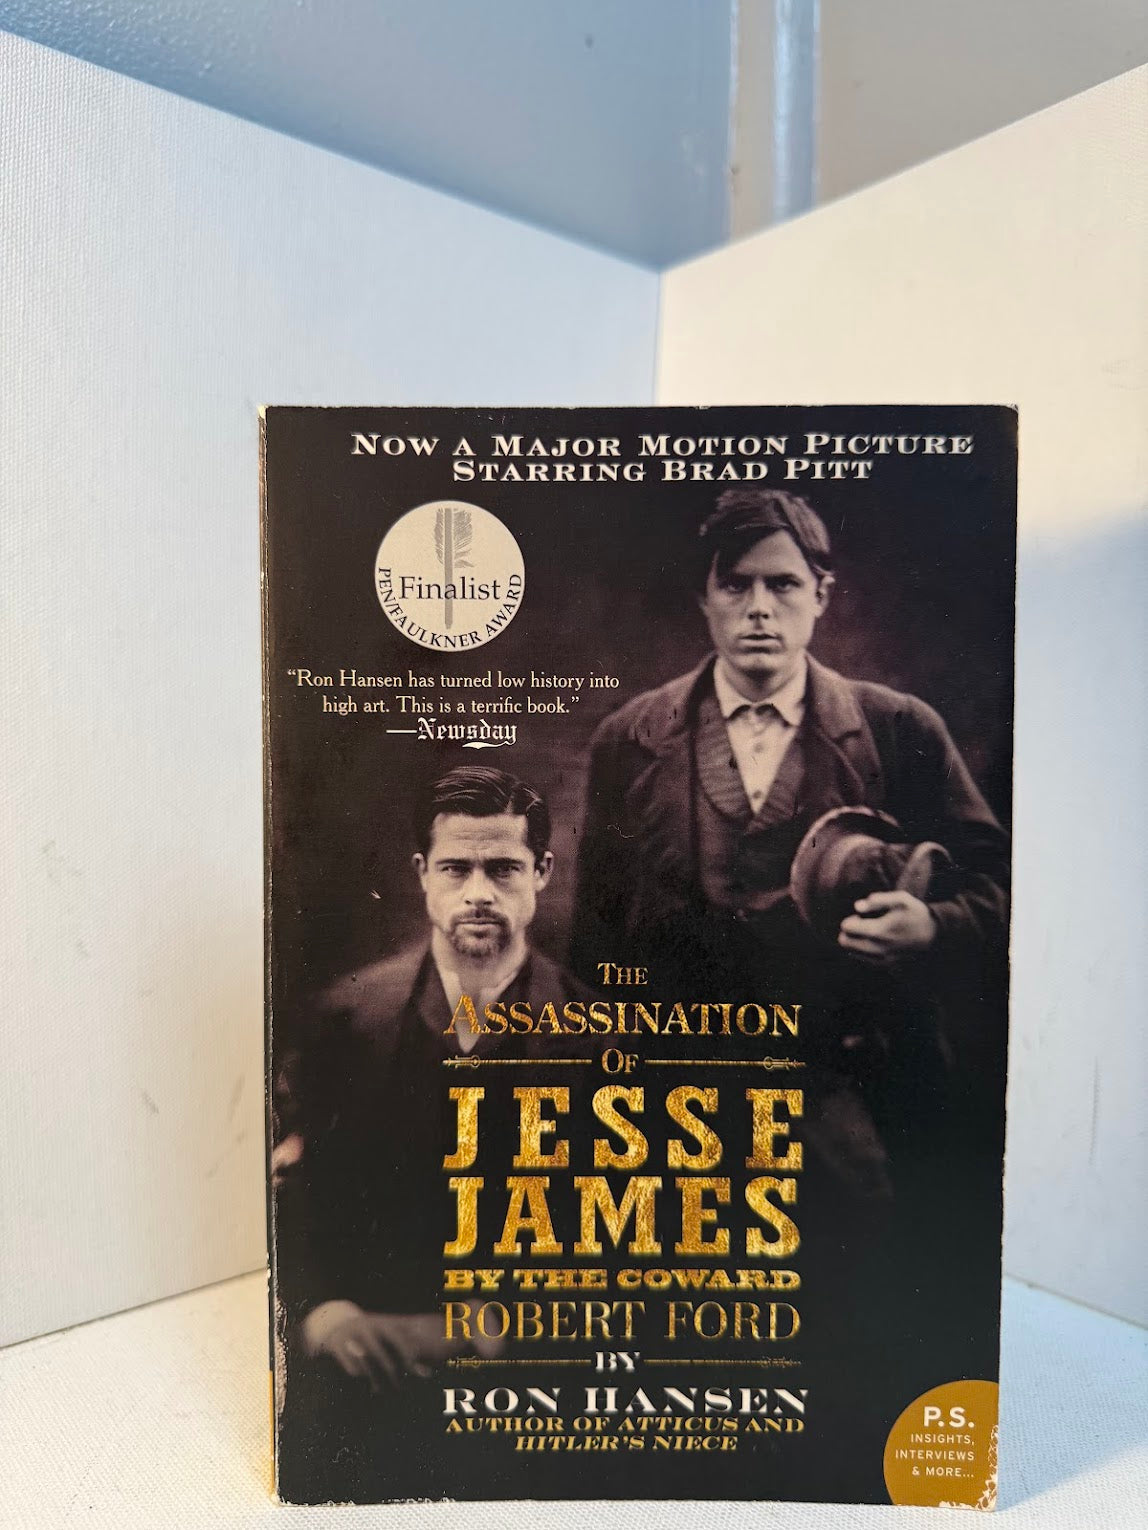 Now a Major Motion Picture
Starring Brad Pitt
Finalist
PEN/FAULKNER AWARD
“Ron Hansen has turned low history into
high art. This is a terrific book.”
—Newsday
The
Assassination
Of
JESSE
JAMES
BY THE COWARD
ROBERT FORD
BY
RON HANSEN
AUTHOR OF ATTICUS AND
HITLER'S NIECE
P.S.
INSIGHTS,
INTERVIEWS
& MORE...